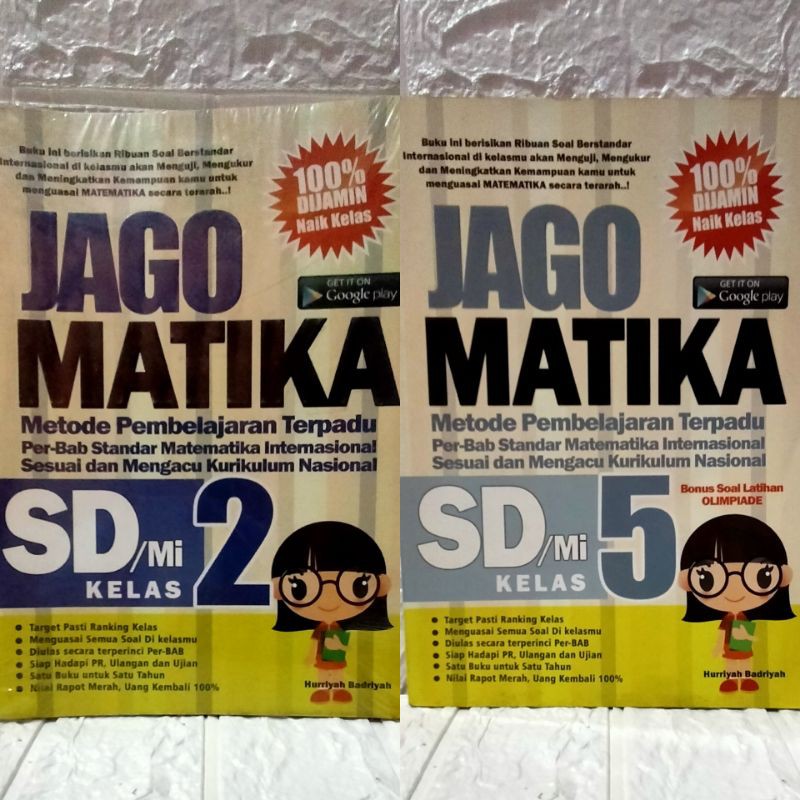 Buku ini berisikan Ribuan Soal Berstandar
Internasional di kelasmu akan Menguji, Mengukur
dan Meningkatkan Kemampuan kamu untuk
menguasai MATEMATIKA secara terarah..!
100%
DIJAMIN
Naik Kelas
JAGO
GET IT ON
Google play
MATIKA
Metode Pembelajaran Terpadu
Per-Bab Standar Matematika Internasional
Sesuai dan Mengacu Kurikulum Nasional
SD/Mi
KELAS 2
Target Pasti Ranking Kelas
Menguasai Semua Soal Di kelasmu
Diulas secara terperinci Per-BAB
Siap Hadapi PR, Ulangan dan Ujian
Satu Buku untuk Satu Tahun
Nilai Rapot Merah, Uang Kembali 100%
Hurriyah Badriyah
Buku ini berisikan Ribuan Soal Berstandar
Internasional di kelasmu akan Menguji, Mengukur
dan Meningkatkan Kemampuan kamu untuk
menguasai MATEMATIKA secara terarah..!
100%
DIJAMIN
Naik Kelas
JAGO
GET IT ON
Google play
MATIKA
Metode Pembelajaran Terpadu
Per-Bab Standar Matematika Internasional
Sesuai dan Mengacu Kurikulum Nasional
Bonus Soal Latihan
OLIMPIADE
SD/Mi
KELAS 5
Target Pasti Ranking Kelas
Menguasai Semua Soal Di kelasmu
Diulas secara terperinci Per-BAB
Siap Hadapi PR, Ulangan dan Ujian
Satu Buku untuk Satu Tahun
Nilai Rapot Merah, Uang Kembali 100%
Hurriyah Badriyah